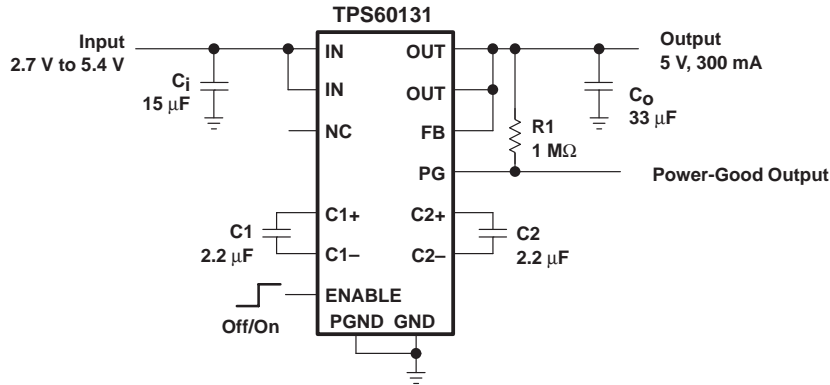 TPS60131
Input
2.7 V to 5.4 V
Ci
15 μF
IN
IN
NC
C1+
C1–
C1
2.2 μF
ENABLE
Off/On
PGND GND
OUT
OUT
FB
PG
C2+
C2–
C2
2.2 μF
R1
1 MΩ
Output
5 V, 300 mA
Co
33 μF
Power-Good Output